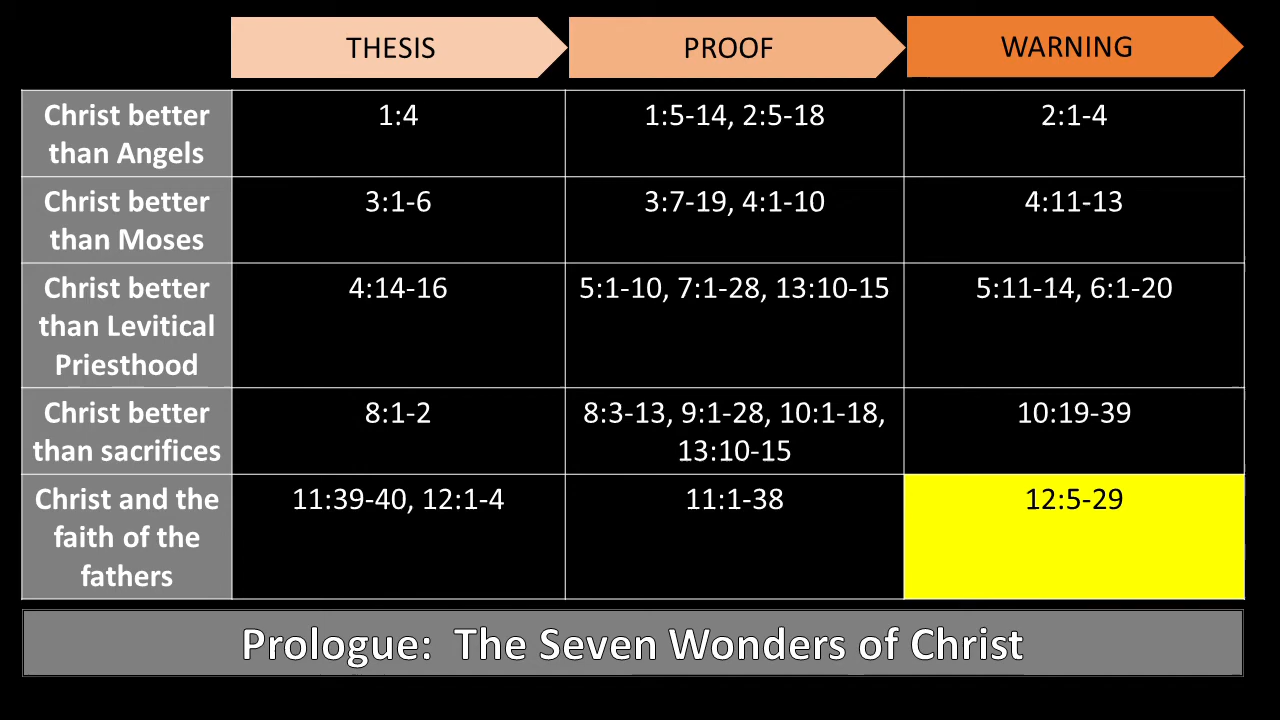 THESIS PROOF WARNING
Christ better 1:4 1:5-14, 2:5-18 2:1-4
than Angels
Christ better 3:1-6 3:7-19, 4:1-10 4:11-13
than Moses
Christ better 4:14-16 5:1-10, 7:1-28, 13:10-15 5:11-14, 6:1-20
than Levitical
Priesthood
Christ better 8:1-2 8:3-13, 9:1-28, 10:1-18, 10:19-39
than sacrifices 13:10-15
Christ and the 11:39-40, 12:1-4 11:1-38 12:5-29
faith of the
fathers
Prologue: The Seven Wonders of Christ